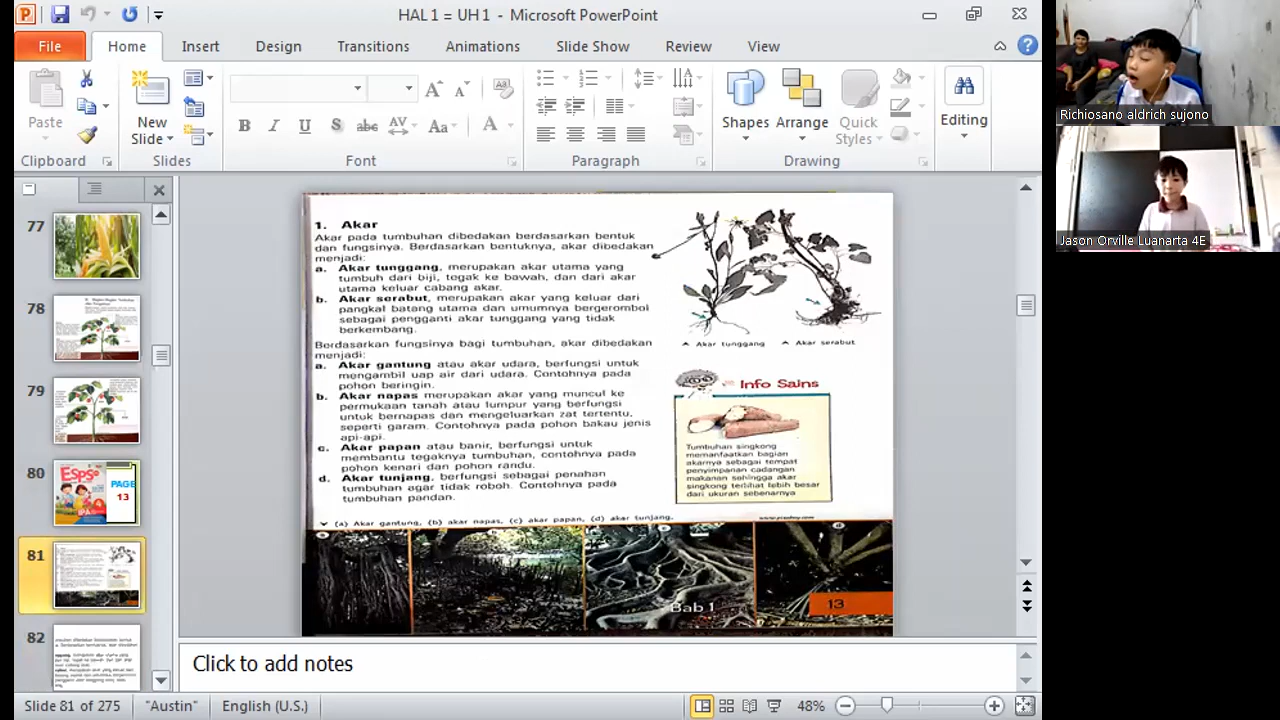 HAL 1 = UH 1 - Microsoft PowerPoint
File Home Insert Design Transitions Animations Slide Show Review View
Paste
New Slide
Shapes Arrange Quick Styles
Editing
Clipboard Slides Font Paragraph Drawing
77
78
79
80
ESPS
IPA
PAGE
13
81
82
1. Akar
Akar pada tumbuhan dibedakan berdasarkan bentuk
dan fungsinya. Berdasarkan bentuknya, akar dibedakan
menjadi:
a. Akar tunggang, merupakan akar utama yang
tumbuh dari biji, tegak ke bawah, dan dari akar
utama keluar cabang akar.
b. Akar serabut, merupakan akar yang keluar dari
pangkal batang utama dan umumnya bergerombol
sebagai pengganti akar tunggang yang tidak
berkembang.
Berdasarkan fungsinya bagi tumbuhan, akar dibedakan
menjadi:
a. Akar gantung atau akar udara, berfungsi untuk
mengambil uap air dari udara. Contohnya pada
pohon beringin.
b. Akar napas merupakan akar yang muncul ke
permukaan tanah atau lumpur yang berfungsi
untuk bernapas dan mengeluarkan zat tertentu,
seperti garam. Contohnya pada pohon bakau jenis
api-api.
c. Akar papan atau banir, berfungsi untuk
membantu tegaknya tumbuhan, contohnya pada
pohon kenari dan pohon randu.
d. Akar tunjang, berfungsi sebagai penahan
tumbuhan agar tidak roboh. Contohnya pada
tumbuhan pandan.
Akar tunggang Akar serabut
Info Sains
Tumbuhan singkong
memanfaatkan bagian
akarnya sebagai tempat
penyimpanan cadangan
makanan sehingga akar
singkong terlihat lebih besar
dari ukuran sebenarnya
(a) Akar gantung, (b) akar napas, (c) akar papan, (d) akar tunjang.
Bab 1
13
Click to add notes
Slide 81 of 275 "Austin" English (U.S.) 48%
Richiosano aldrich sujono
Jason Orville Luanarta 4E